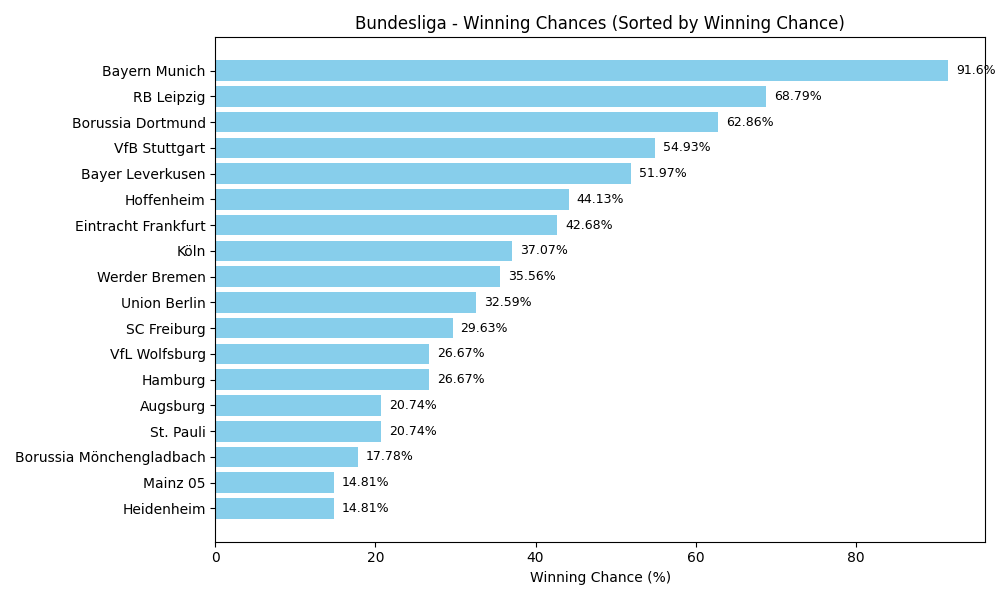 Bundesliga - Winning Chances (Sorted by Winning Chance)
Bayern Munich 91.6%
RB Leipzig 68.79%
Borussia Dortmund 62.86%
VfB Stuttgart 54.93%
Bayer Leverkusen 51.97%
Hoffenheim 44.13%
Eintracht Frankfurt 42.68%
Köln 37.07%
Werder Bremen 35.56%
Union Berlin 32.59%
SC Freiburg 29.63%
VfL Wolfsburg 26.67%
Hamburg 26.67%
Augsburg 20.74%
St. Pauli 20.74%
Borussia Mönchengladbach 17.78%
Mainz 05 14.81%
Heidenheim 14.81%
0 20 40 60 80
Winning Chance (%)